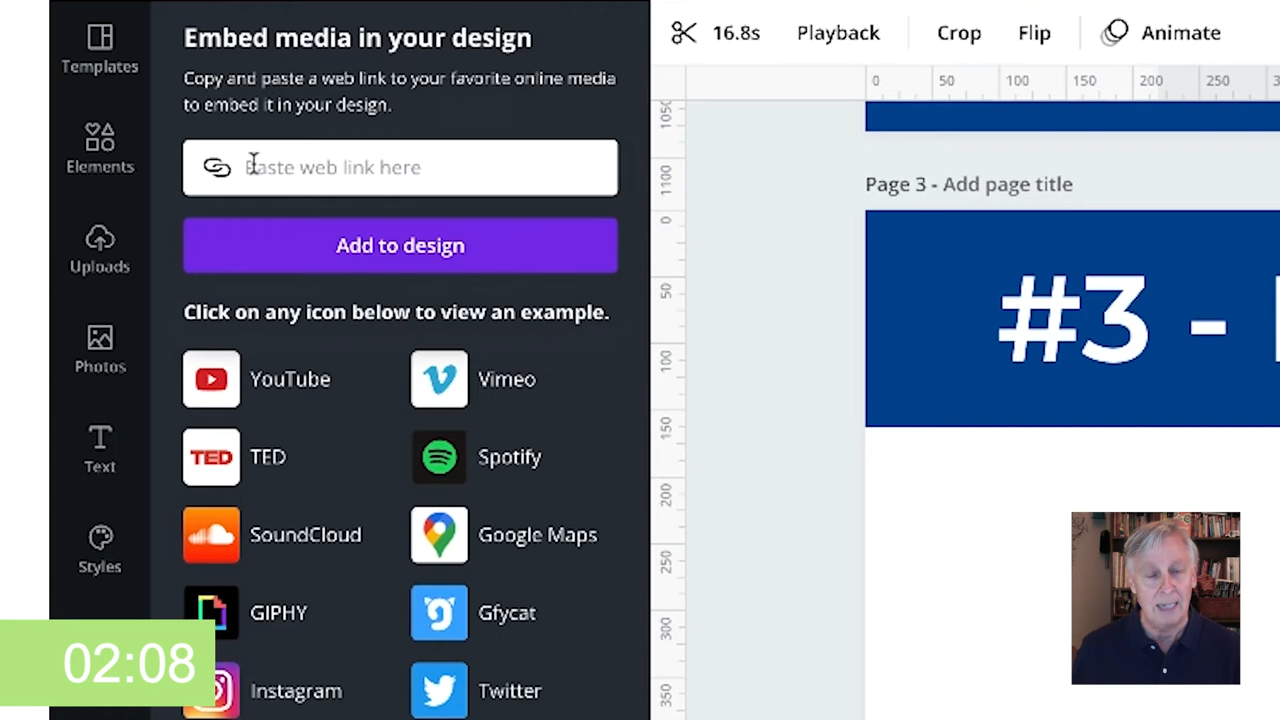 Templates
Elements
Uploads
Photos
Text
Styles
Embed media in your design
Copy and paste a web link to your favorite online media
to embed it in your design.
Paste web link here
Add to design
Click on any icon below to view an example.
YouTube
Vimeo
TED
TED
Spotify
SoundCloud
Google Maps
GIPHY
Gfycat
Instagram
Twitter
02:08
16.8s
Playback
Crop
Flip
Animate
0 50 100 150 200 250
1100
0
50
100
150
200
250
300
350
Page 3 - Add page title
#3 -